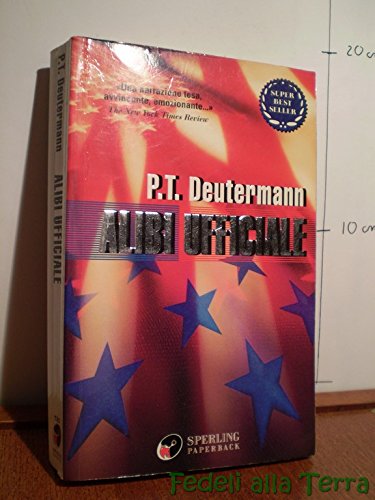 P.T. Deutermann
ALIBI UFFICIALE
«Una narrazione tesa,
avvincente, emozionante...»
The New York Times Review
SUPER
BEST
SELLER
P.T. Deutermann
ALIBI UFFICIALE
SPERLING
PAPERBACK
20 cm
10 cm
Fedeli alla Terra